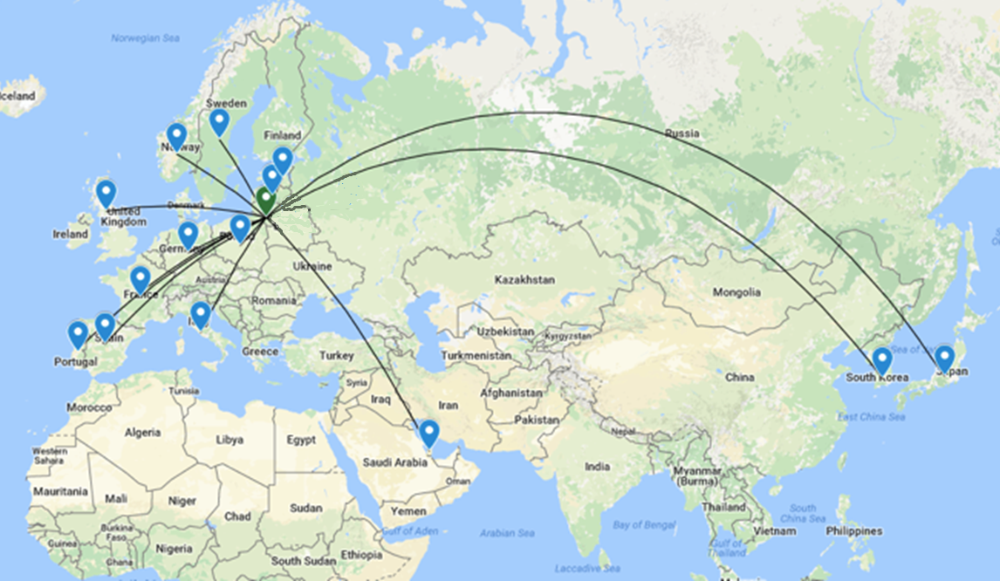 Norwegian Sea
Iceland
Sweden
Finland
Norway
Russia
Denmark
United
Kingdom
Ireland
Poland
Germany
Ukraine
Austria
France
Kazakhstan
Mongolia
Romania
Spain
Uzbekistan
Kyrgyzstan
Portugal
Greece
Turkey
Turkmenistan
South Korea
Japan
China
Syria
Tunisia
Iraq
Iran
Afghanistan
Morocco
Pakistan
East China Sea
Algeria
Libya
Egypt
Nepal
Western
Sahara
Saudi Arabia
India
Myanmar
(Burma)
Oman
Mauritania
Mali
Niger
Chad
Sudan
Yemen
Thailand
South
China Sea
Gulf of Aden
Arabian Sea
Bay of Bengal
Vietnam
Philippines
Burkina
Faso
Guinea
Ghana
Nigeria
South Sudan
Ethiopia
Gulf of
Thailand
Laccadive Sea